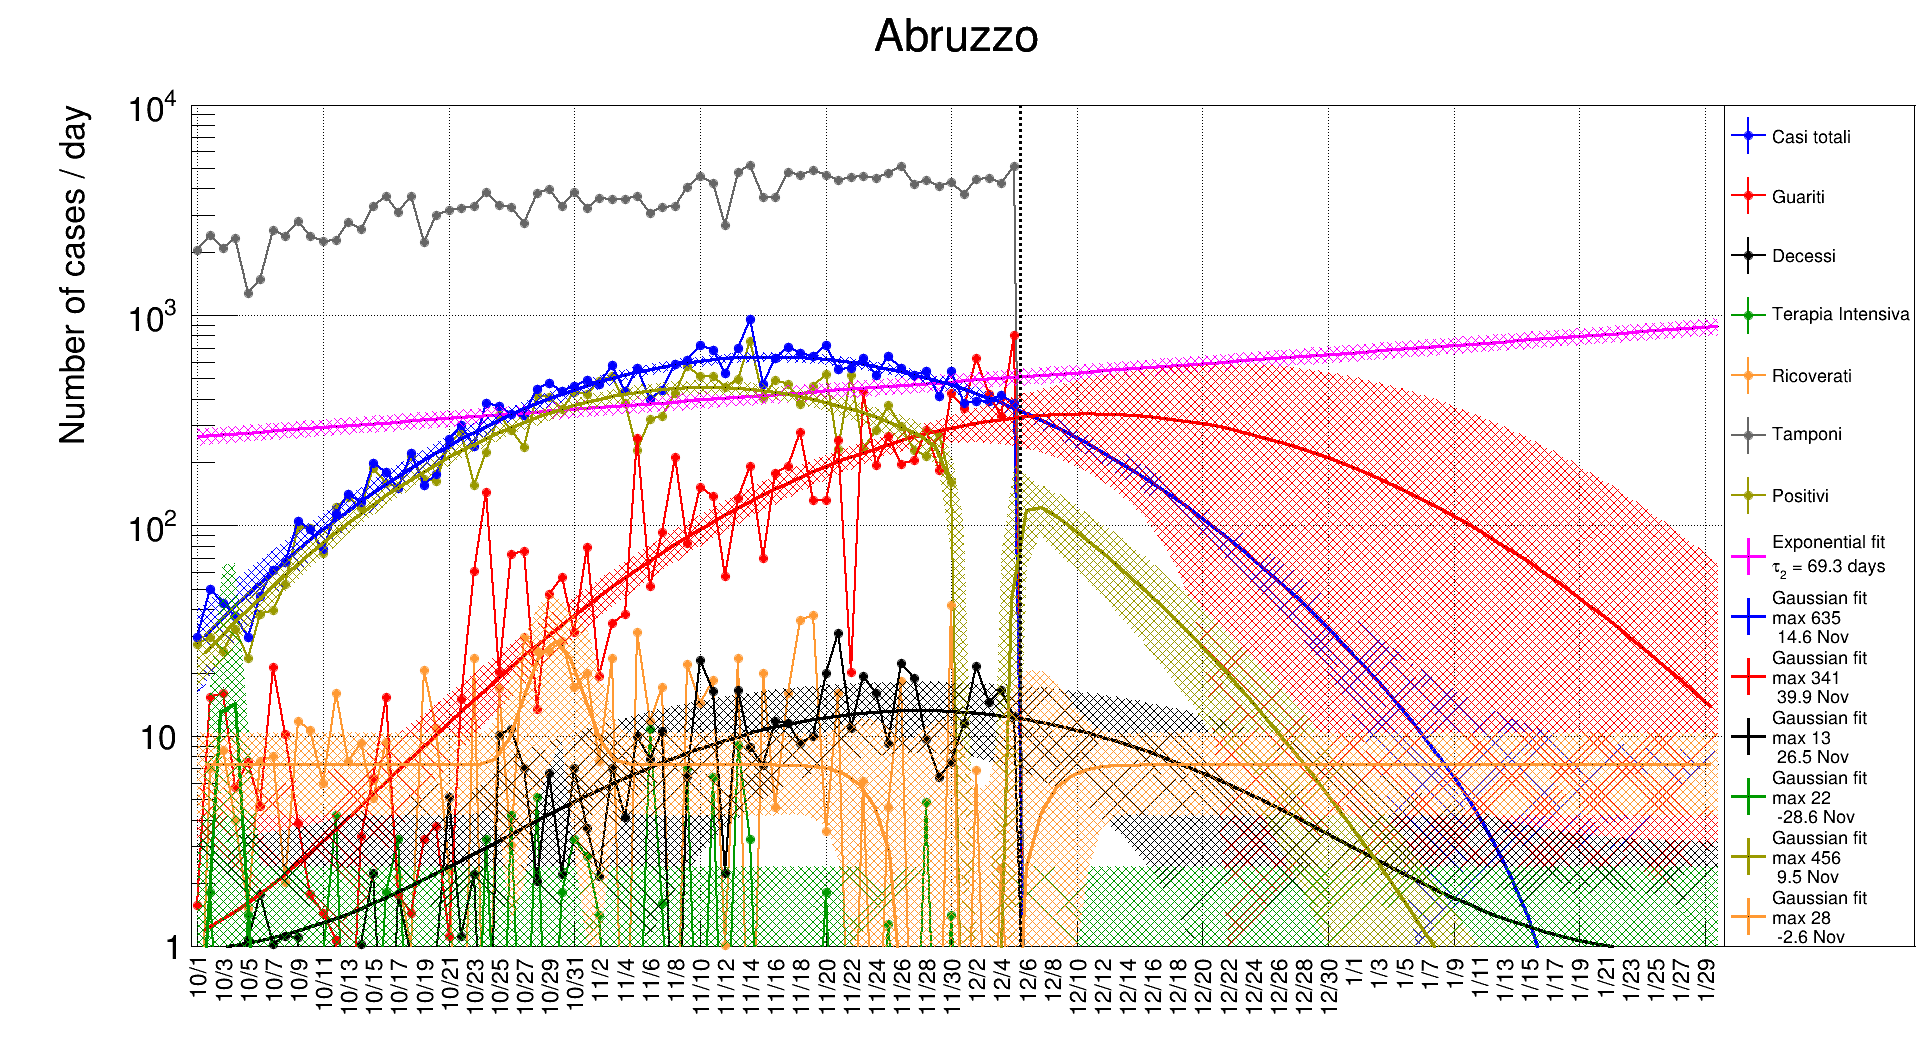 Abruzzo
Number of cases / day
10⁴
10³
10²
10
1
10/1 10/3 10/5 10/7 10/9 10/11 10/13 10/15 10/17 10/19 10/21 10/23 10/25 10/27 10/29 10/31 11/2 11/4 11/6 11/8 11/10 11/12 11/14 11/16 11/18 11/20 11/22 11/24 11/26 11/28 11/30 12/2 12/4 12/6 12/8 12/10 12/12 12/14 12/16 12/18 12/20 12/22 12/24 12/26 12/28 12/30 1/1 1/3 1/5 1/7 1/9 1/11 1/13 1/15 1/17 1/19 1/21 1/23 1/25 1/27 1/29
Casi totali
Guariti
Decessi
Terapia Intensiva
Ricoverati
Tamponi
Positivi
Exponential fit
τ₂ = 69.3 days
Gaussian fit
max 635
14.6 Nov
Gaussian fit
max 341
39.9 Nov
Gaussian fit
max 13
26.5 Nov
Gaussian fit
max 22
-28.6 Nov
Gaussian fit
max 456
9.5 Nov
Gaussian fit
max 28
-2.6 Nov